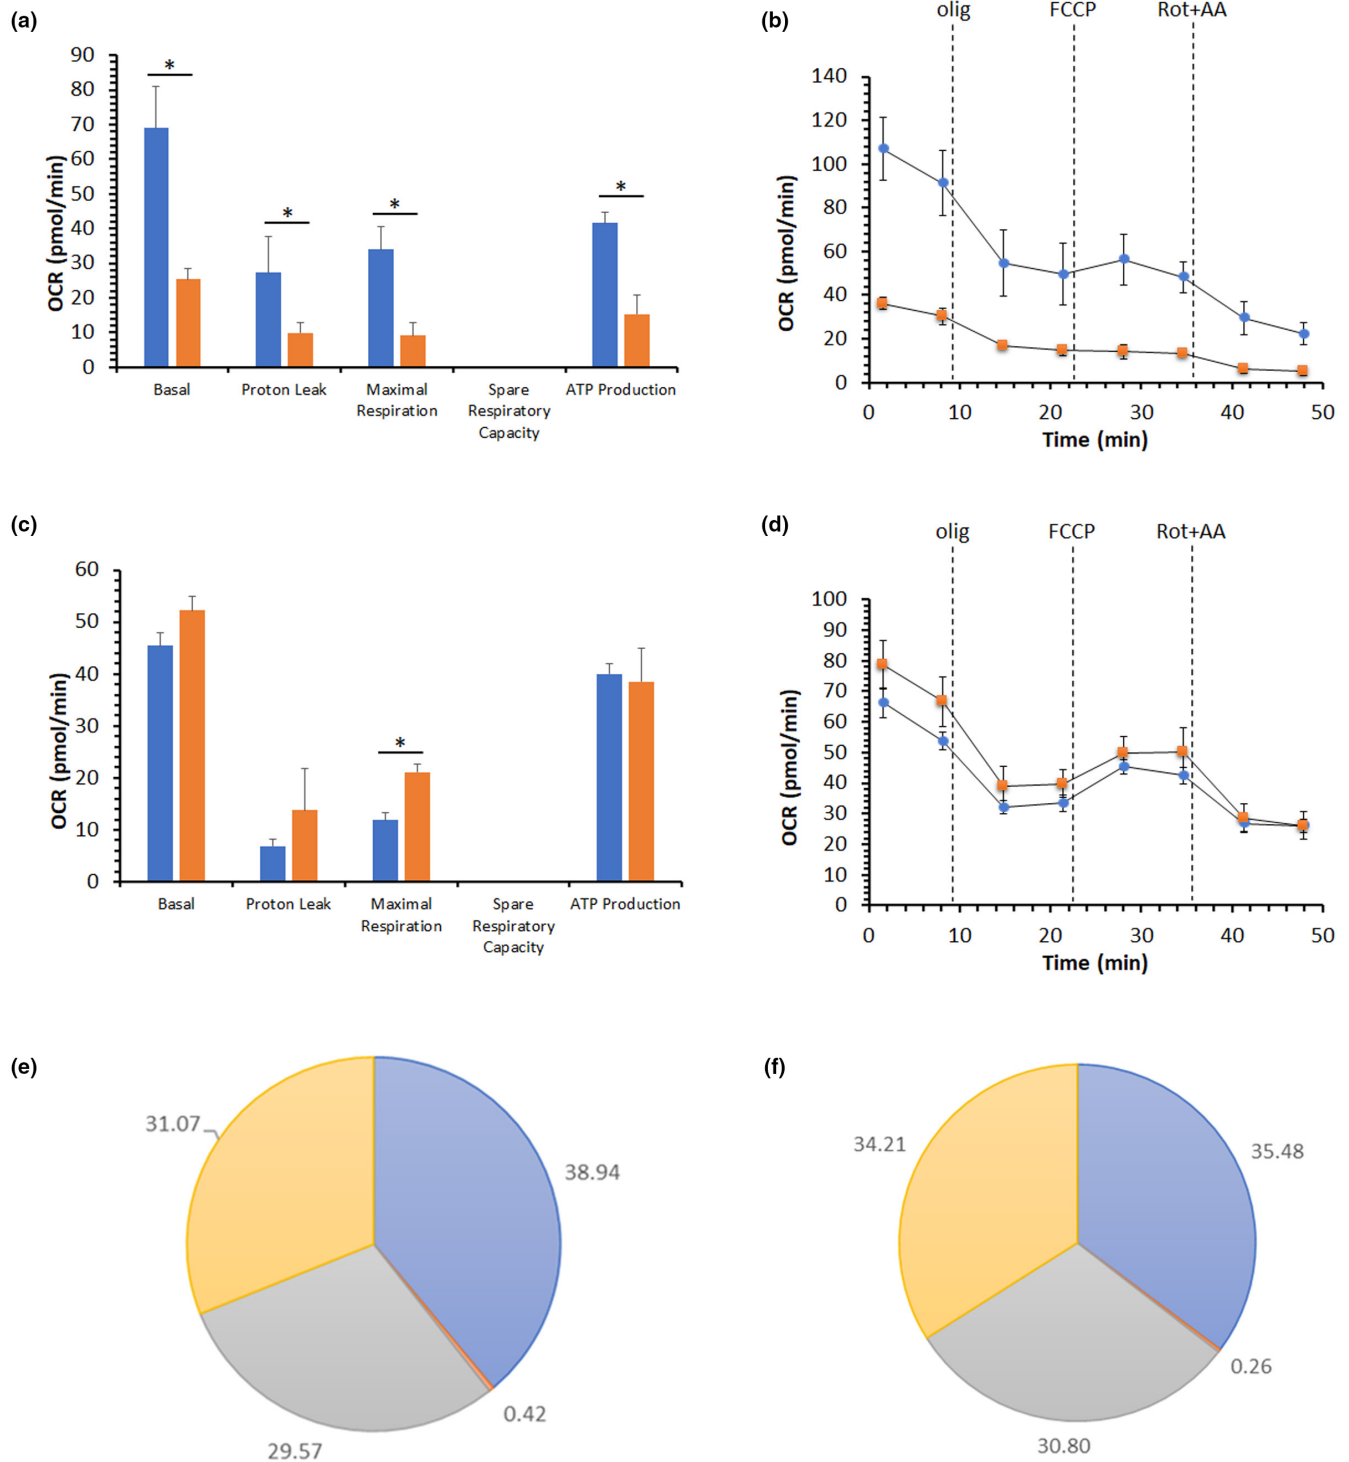 (a)
90
80
70
60
50
40
30
20
10
0
OCR (pmol/min)
*
*
*
*
Basal
Proton Leak
Maximal
Respiration
Spare
Respiratory
Capacity
ATP Production
(b)
olig
FCCP
Rot+AA
140
120
100
80
60
40
20
0
OCR (pmol/min)
0 10 20 30 40 50
Time (min)
(c)
60
50
40
30
20
10
0
OCR (pmol/min)
*
Basal
Proton Leak
Maximal
Respiration
Spare
Respiratory
Capacity
ATP Production
(d)
olig
FCCP
Rot+AA
100
90
80
70
60
50
40
30
20
10
0
OCR (pmol/min)
0 10 20 30 40 50
Time (min)
(e)
31.07
38.94
0.42
29.57
(f)
34.21
35.48
0.26
30.80